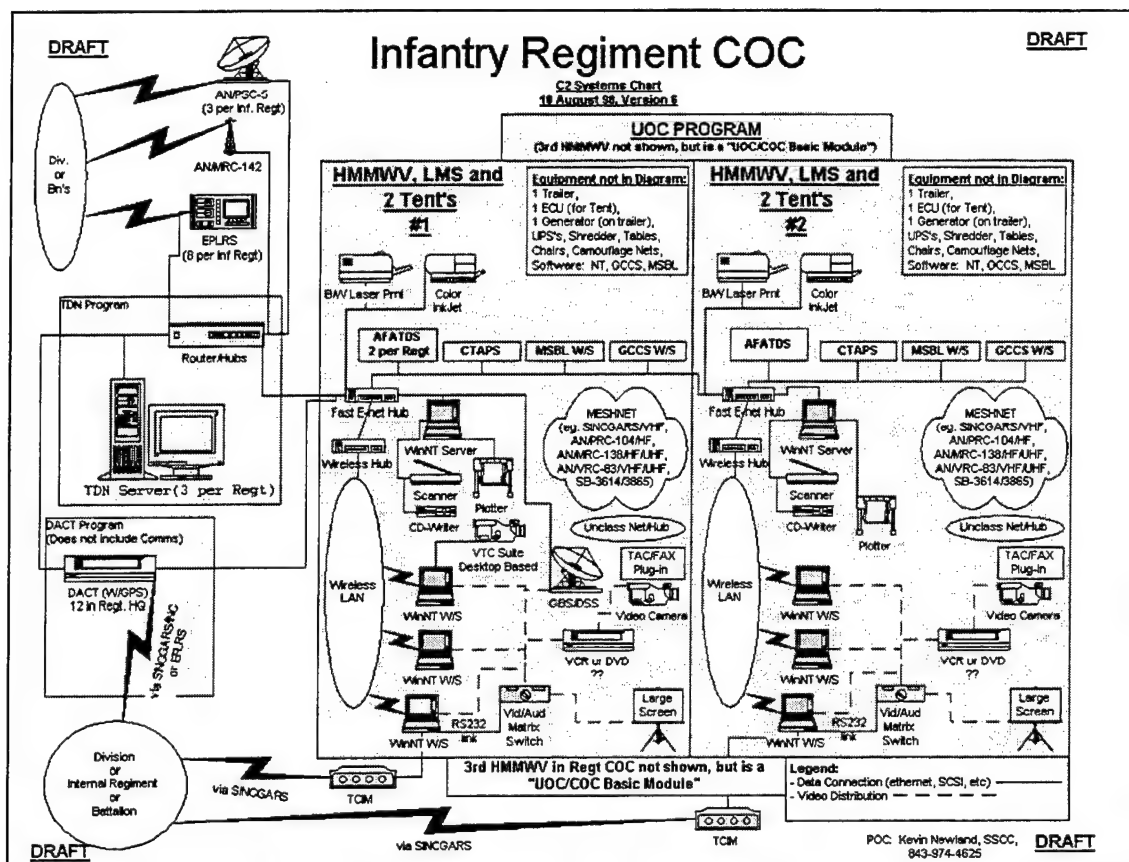 DRAFT
Infantry Regiment COC
DRAFT
C2 Systems Chart
19 August 98, Version 6
UOC PROGRAM
(3rd HMMWV not shown, but is a "UOC/COC Basic Module")
AN/PSC-5
(3 per Inf. Regt)
AN/MRC-142
Div.
or
Bn's
EPLRS
(8 per Inf Regt)
TDN Program
Router/Hubs
TDN Server(3 per Regt)
DACT Program
(Does not include Comms)
DACT (W/GPS)
12 in Regt. HQ
via SINCGARS/INC
or EPLRS
Division
or
Internal Regiment
or
Battalion
via SINCGARS
TCIM
via SINCGARS
TCIM
HMMWV, LMS and
2 Tent's
#1
Equipment not in Diagram:
1 Trailer,
1 ECU (for Tent),
1 Generator (on trailer),
UPS's, Shredder, Tables,
Chairs, Camouflage Nets,
Software: NT, GCCS, MSBL
B/W Laser Prnt
Color
InkJet
AFATDS
2 per Regt
CTAPS
MSBL W/S
GCCS W/S
Fast E-net Hub
Wireless Hub
WinNT Server
Scanner
CD-Writer
Plotter
VTC Suite
Desktop Based
MESHNET
(eg. SINCGARS/VHF,
AN/PRC-104/HF,
AN/MRC-138/HF/UHF,
AN/VRC-83/VHF/UHF,
SB-3614/3865)
Unclass Net/Hub
TAC/FAX
Plug-in
Wireless
LAN
WinNT W/S
GBS/DSS
Video Camera
WinNT W/S
VCR or DVD
??
WinNT W/S
RS232
link
Vid/Aud
Matrix
Switch
Large
Screen
HMMWV, LMS and
2 Tent's
#2
Equipment not in Diagram:
1 Trailer,
1 ECU (for Tent),
1 Generator (on trailer),
UPS's, Shredder, Tables,
Chairs, Camouflage Nets,
Software: NT, GCCS, MSBL
B/W Laser Prnt
Color
InkJet
AFATDS
CTAPS
MSBL W/S
GCCS W/S
Fast E-net Hub
Wireless Hub
WinNT Server
Scanner
CD-Writer
Plotter
MESHNET
(eg. SINCGARS/VHF,
AN/PRC-104/HF,
AN/MRC-138/HF/UHF,
AN/VRC-83/VHF/UHF,
SB-3614/3865)
Unclass Net/Hub
TAC/FAX
Plug-in
Wireless
LAN
WinNT W/S
Video Camera
WinNT W/S
VCR or DVD
??
WinNT W/S
RS232
link
Vid/Aud
Matrix
Switch
Large
Screen
3rd HMMWV in Regt COC not shown, but is a
"UOC/COC Basic Module"
Legend:
- Data Connection (ethernet, SCSI, etc)
- Video Distribution
DRAFT
POC: Kevin Newland, SSCC,
843-974-4625
DRAFT